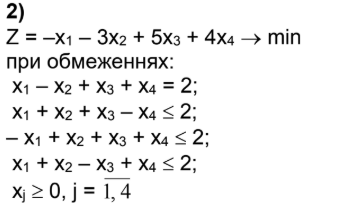 2)
Z = –x₁ – 3x₂ + 5x₃ + 4x₄ → min
при обмеженнях:
x₁ – x₂ + x₃ + x₄ = 2;
x₁ + x₂ + x₃ – x₄ ≤ 2;
– x₁ + x₂ + x₃ + x₄ ≤ 2;
x₁ + x₂ – x₃ + x₄ ≤ 2;
xⱼ ≥ 0, j = 1, 4